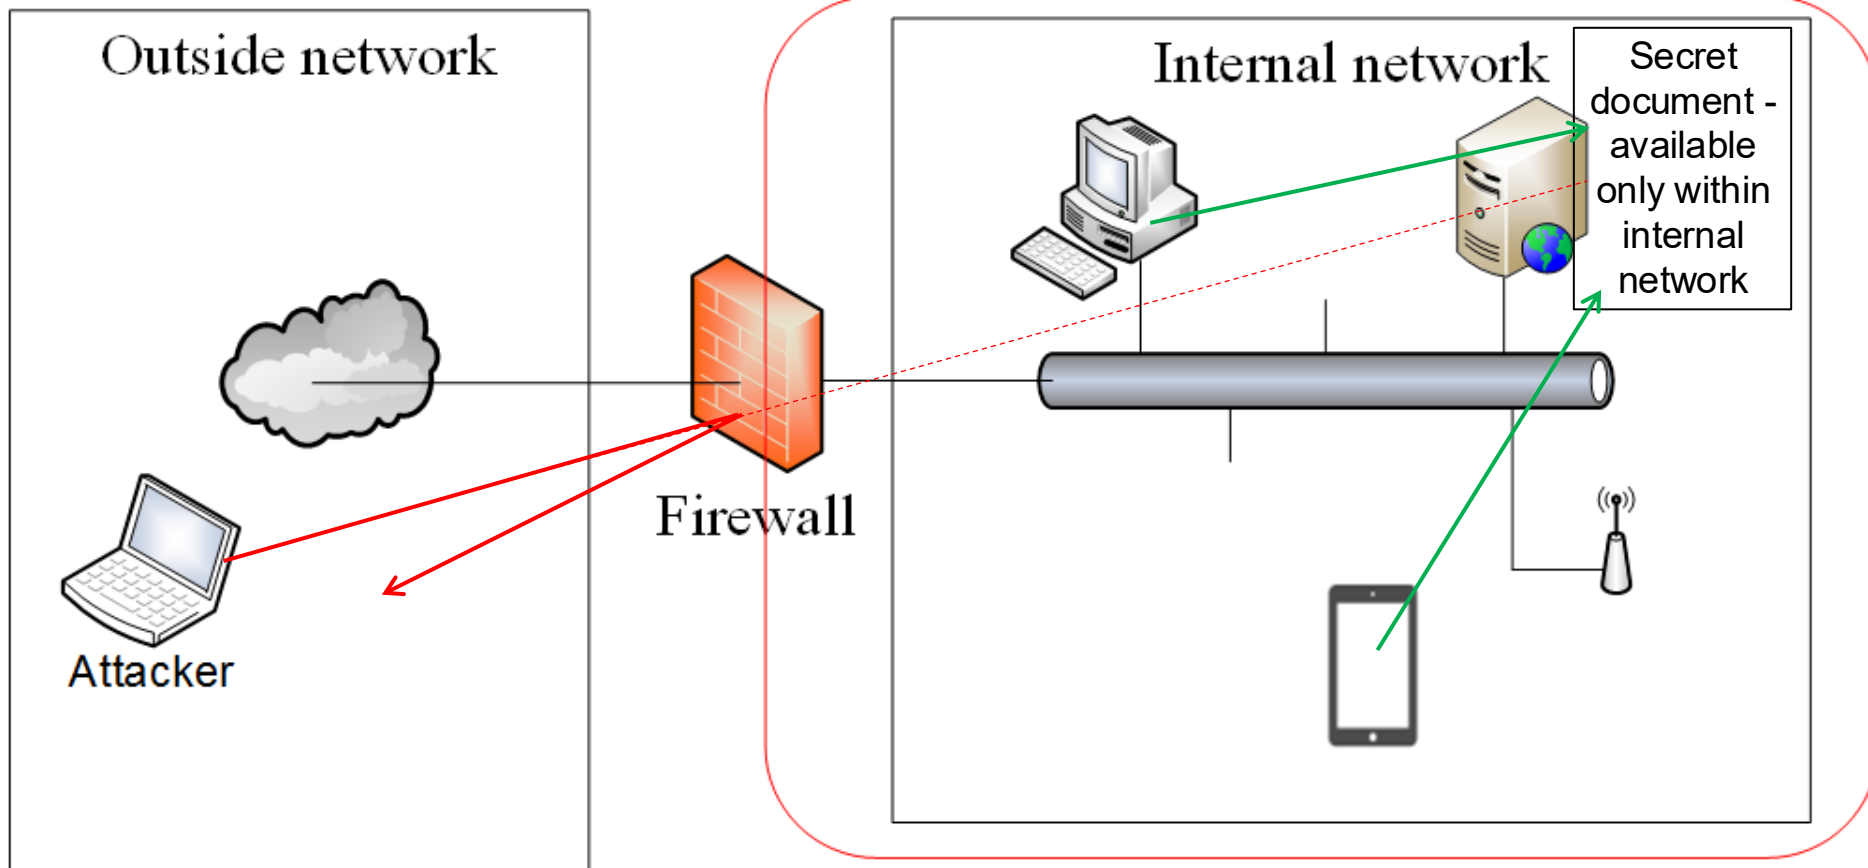 Outside network
Internal network
Secret
document -
available
only within
internal
network
Firewall
Attacker